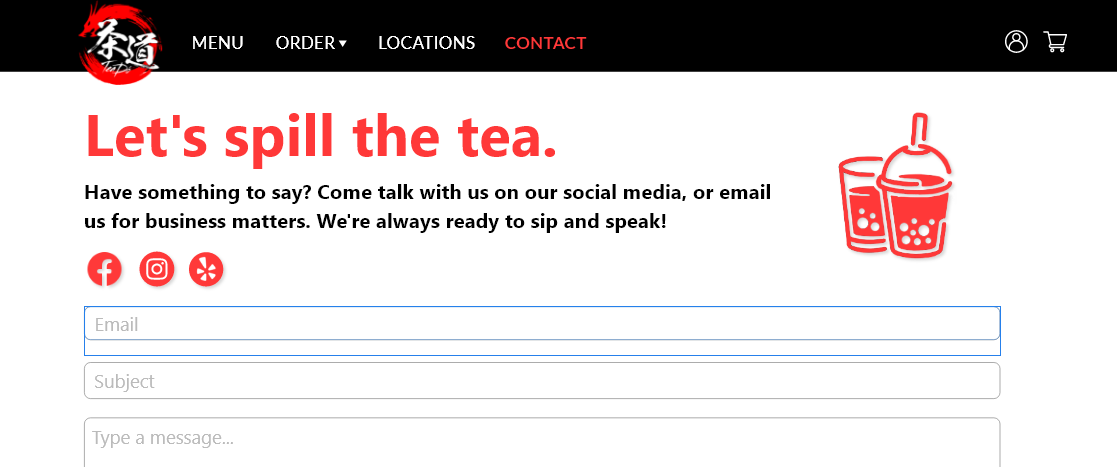 茶道
TeaDo
MENU
ORDER▾
LOCATIONS
CONTACT
Let's spill the tea.
Have something to say? Come talk with us on our social media, or email
us for business matters. We're always ready to sip and speak!
Email
Subject
Type a message...